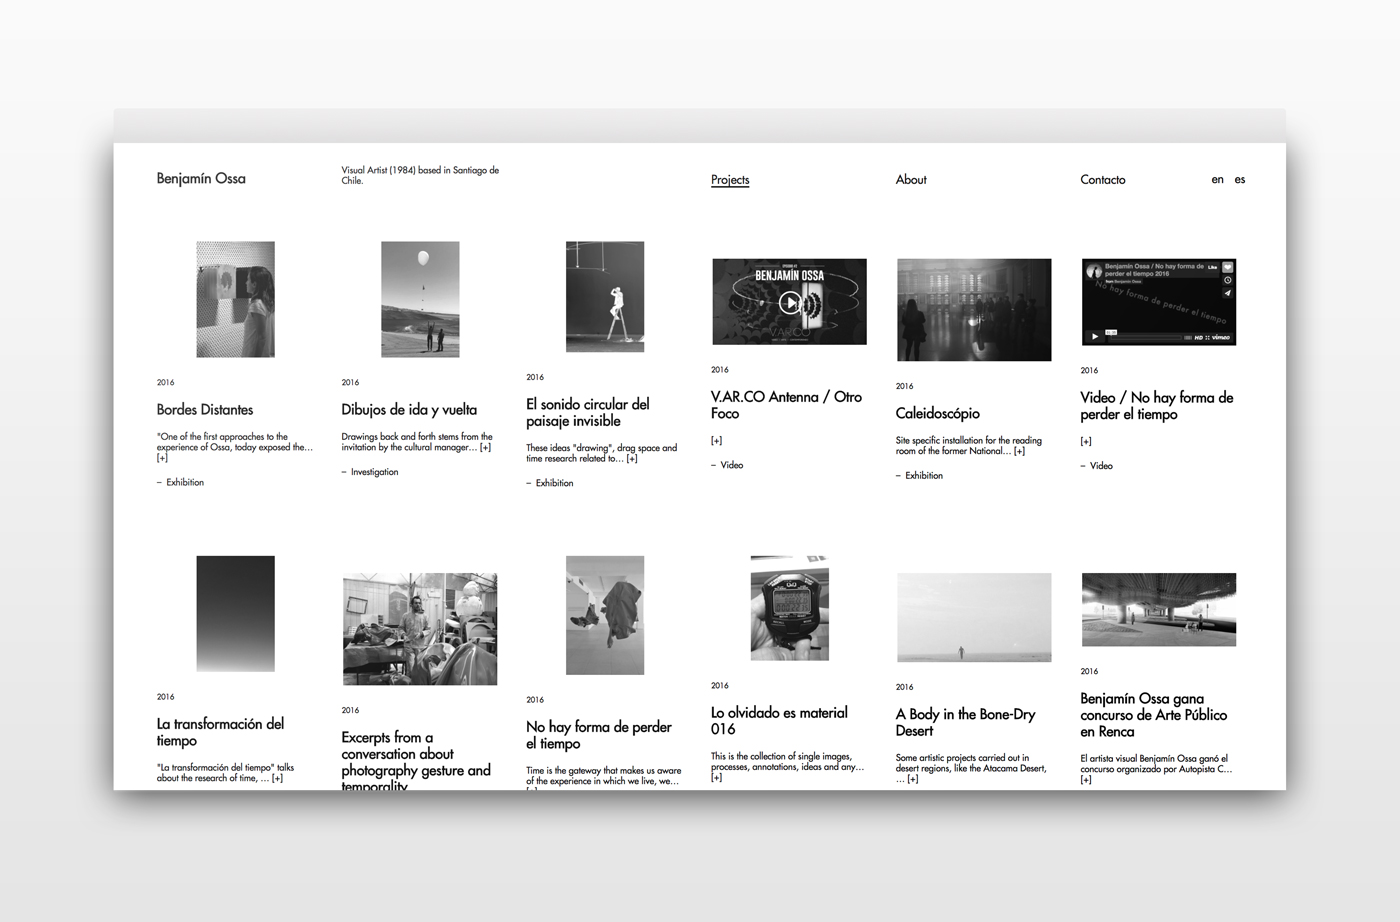 Benjamín Ossa
Visual Artist (1984) based in Santiago de
Chile.
Projects
About
Contacto
en es
2016
Bordes Distantes
"One of the first approaches to the
experience of Ossa, today exposed the...
[+]
– Exhibition
2016
Dibujos de ida y vuelta
Drawings back and forth stems from the
invitation by the cultural manager... [+]
– Investigation
2016
El sonido circular del
paisaje invisible
These ideas "drawing", drag space and
time research related to... [+]
– Exhibition
BENJAMÍN OSSA
VARCO
2016
V.AR.CO Antenna / Otro
Foco
[+]
– Video
2016
Caleidoscópio
Site specific installation for the reading
room of the former National... [+]
– Exhibition
Benjamín Ossa / No hay forma de
perder el tiempo 2016
from Benjamín Ossa
Like
No hay forma de perder el tiempo
HD vimeo
2016
Video / No hay forma de
perder el tiempo
[+]
– Video
2016
La transformación del
tiempo
"La transformación del tiempo" talks
about the research of time, ... [+]
2016
Excerpts from a
conversation about
photography gesture and
temporality
2016
No hay forma de perder
el tiempo
Time is the gateway that makes us aware
of the experience in which we live, we...
[+]
2016
Lo olvidado es material
016
This is the collection of single images,
processes, annotations, ideas and any...
[+]
2016
A Body in the Bone-Dry
Desert
Some artistic projects carried out in
desert regions, like the Atacama Desert,
... [+]
2016
Benjamín Ossa gana
concurso de Arte Público
en Renca
El artista visual Benjamín Ossa ganó el
concurso organizado por Autopista C...
[+]